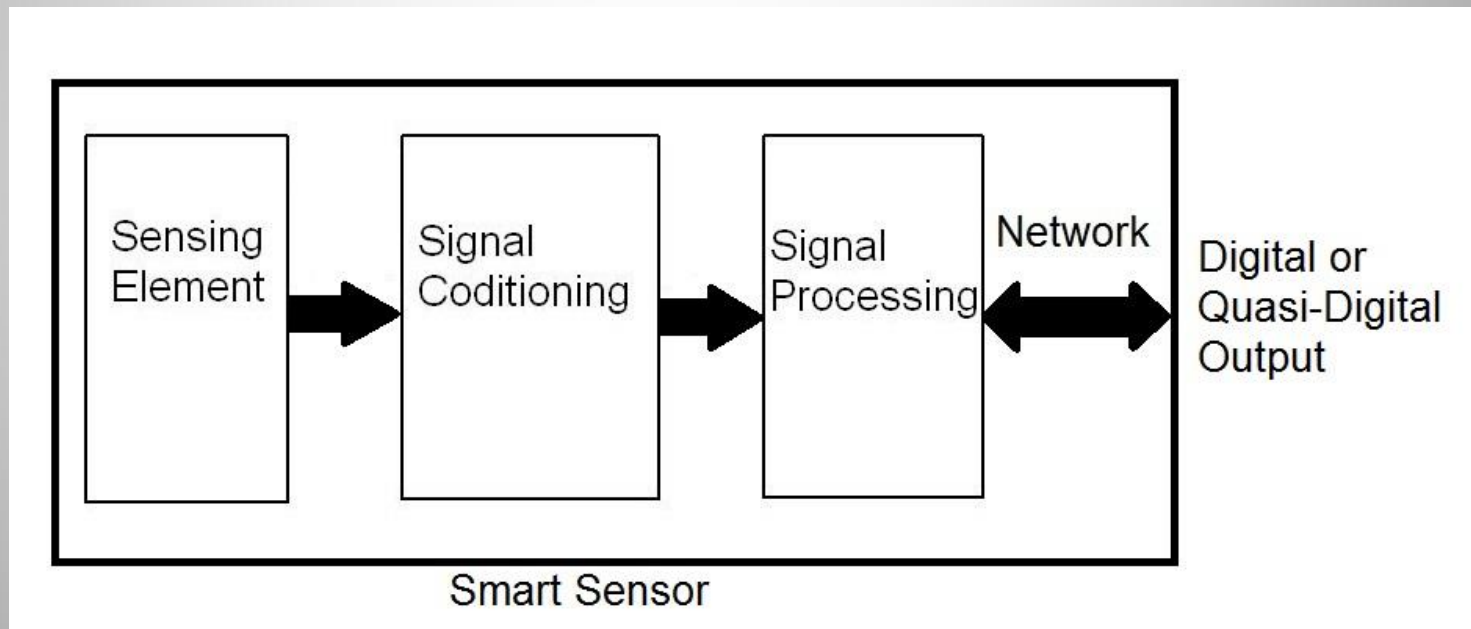 Sensing
Element
Signal
Coditioning
Signal
Processing
Network
Digital or
Quasi-Digital
Output
Smart Sensor